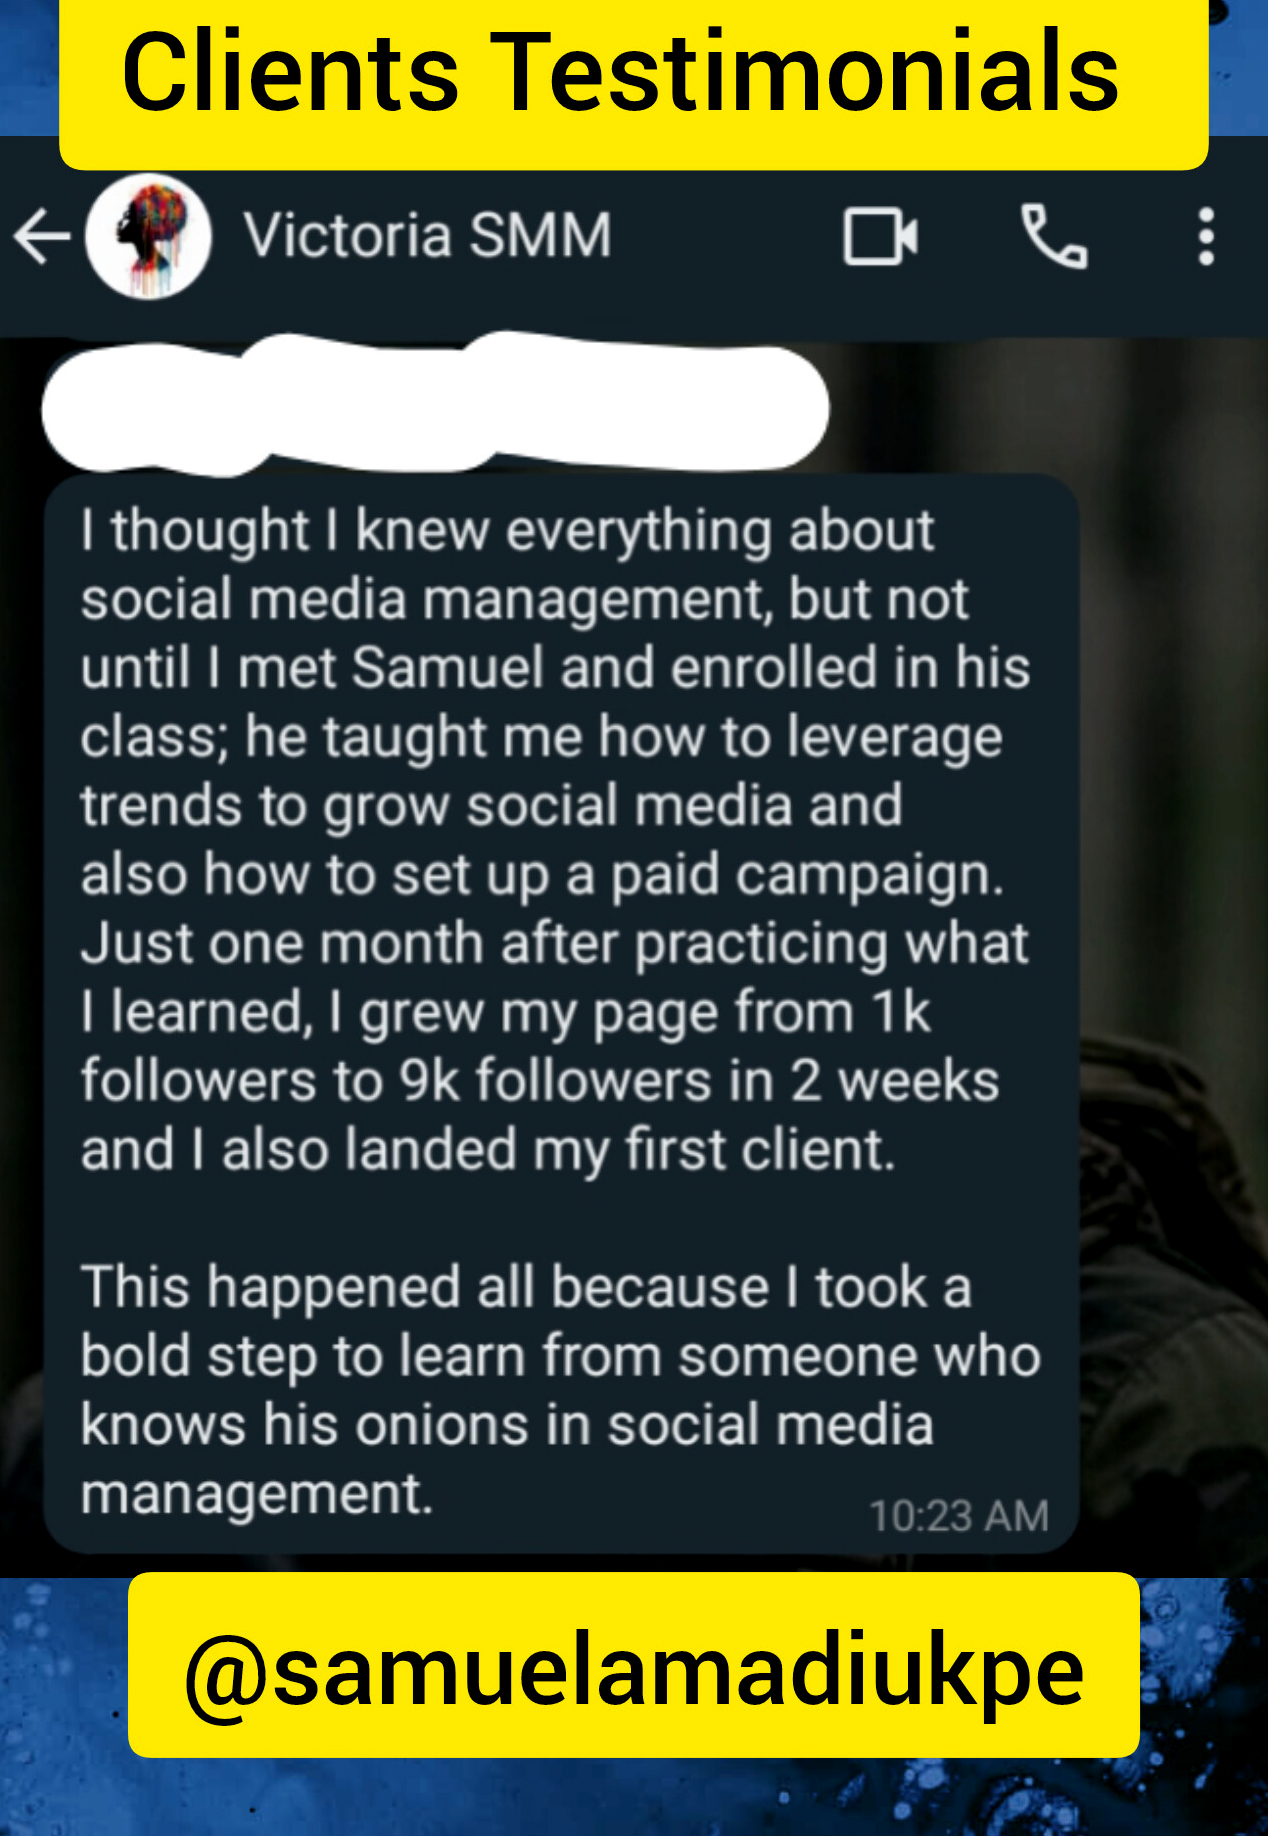 Clients Testimonials
Victoria SMM
I thought I knew everything about
social media management, but not
until I met Samuel and enrolled in his
class; he taught me how to leverage
trends to grow social media and
also how to set up a paid campaign.
Just one month after practicing what
I learned, I grew my page from 1k
followers to 9k followers in 2 weeks
and I also landed my first client.
This happened all because I took a
bold step to learn from someone who
knows his onions in social media
management.
10:23 AM
@samuelamadiukpe